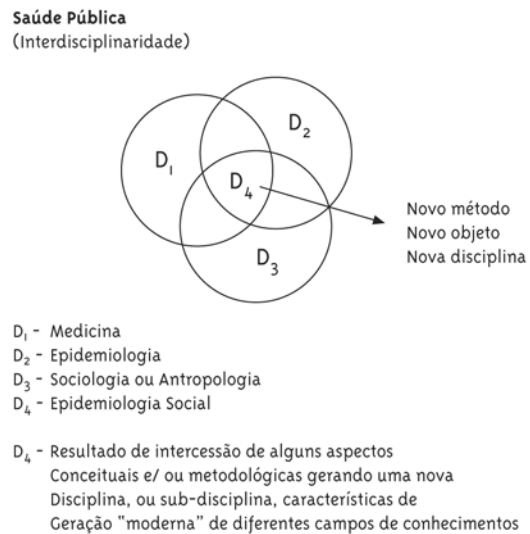 Saúde Pública
(Interdisciplinaridade)
D₁
D₂
D₄
D₃
Novo método
Novo objeto
Nova disciplina
D₁ - Medicina
D₂ - Epidemiologia
D₃ - Sociologia ou Antropologia
D₄ - Epidemiologia Social
D₄ - Resultado de intercessão de alguns aspectos
Conceituais e/ ou metodológicas gerando uma nova
Disciplina, ou sub-disciplina, características de
Geração "moderna" de diferentes campos de conhecimentos